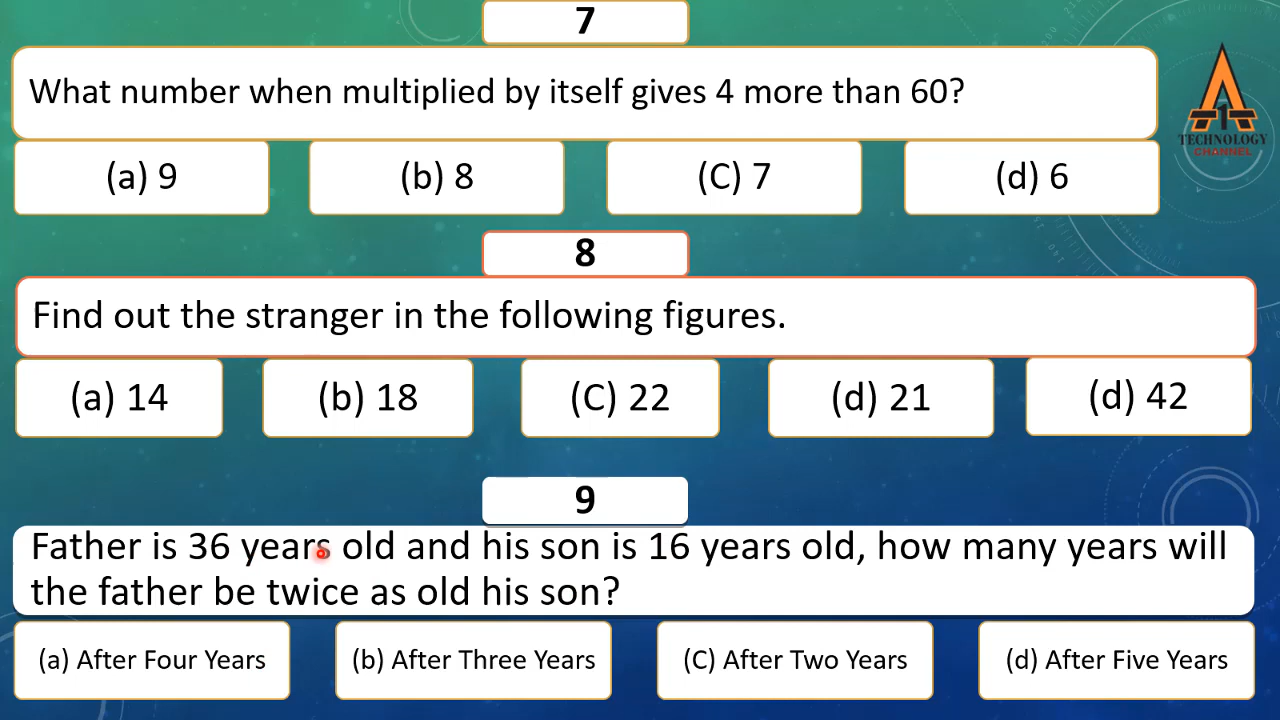 7
What number when multiplied by itself gives 4 more than 60?
(a) 9
(b) 8
(C) 7
(d) 6
A1
TECHNOLOGY
CHANNEL
8
Find out the stranger in the following figures.
(a) 14
(b) 18
(C) 22
(d) 21
(d) 42
9
Father is 36 years old and his son is 16 years old, how many years will
the father be twice as old his son?
(a) After Four Years
(b) After Three Years
(C) After Two Years
(d) After Five Years